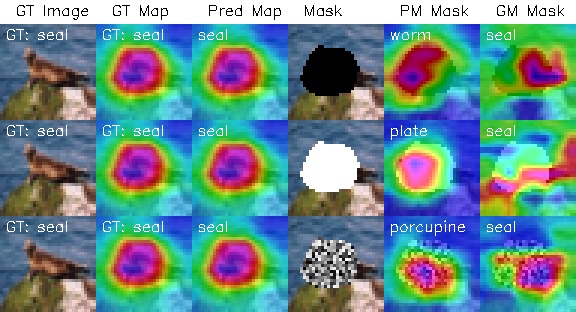 GT Image GT Map Pred Map Mask PM Mask GM Mask
GT: seal GT: seal seal worm seal
GT: seal GT: seal seal plate seal
GT: seal GT: seal seal porcupine seal